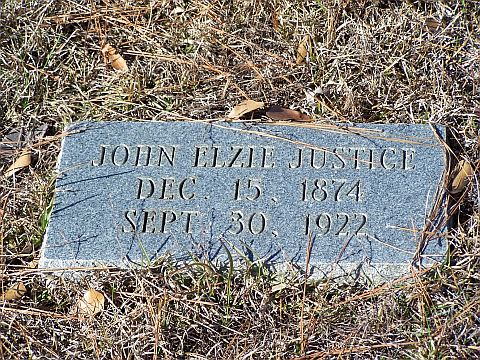 JOHN ELZIE JUSTICE
DEC. 15, 1874
SEPT. 30, 1922